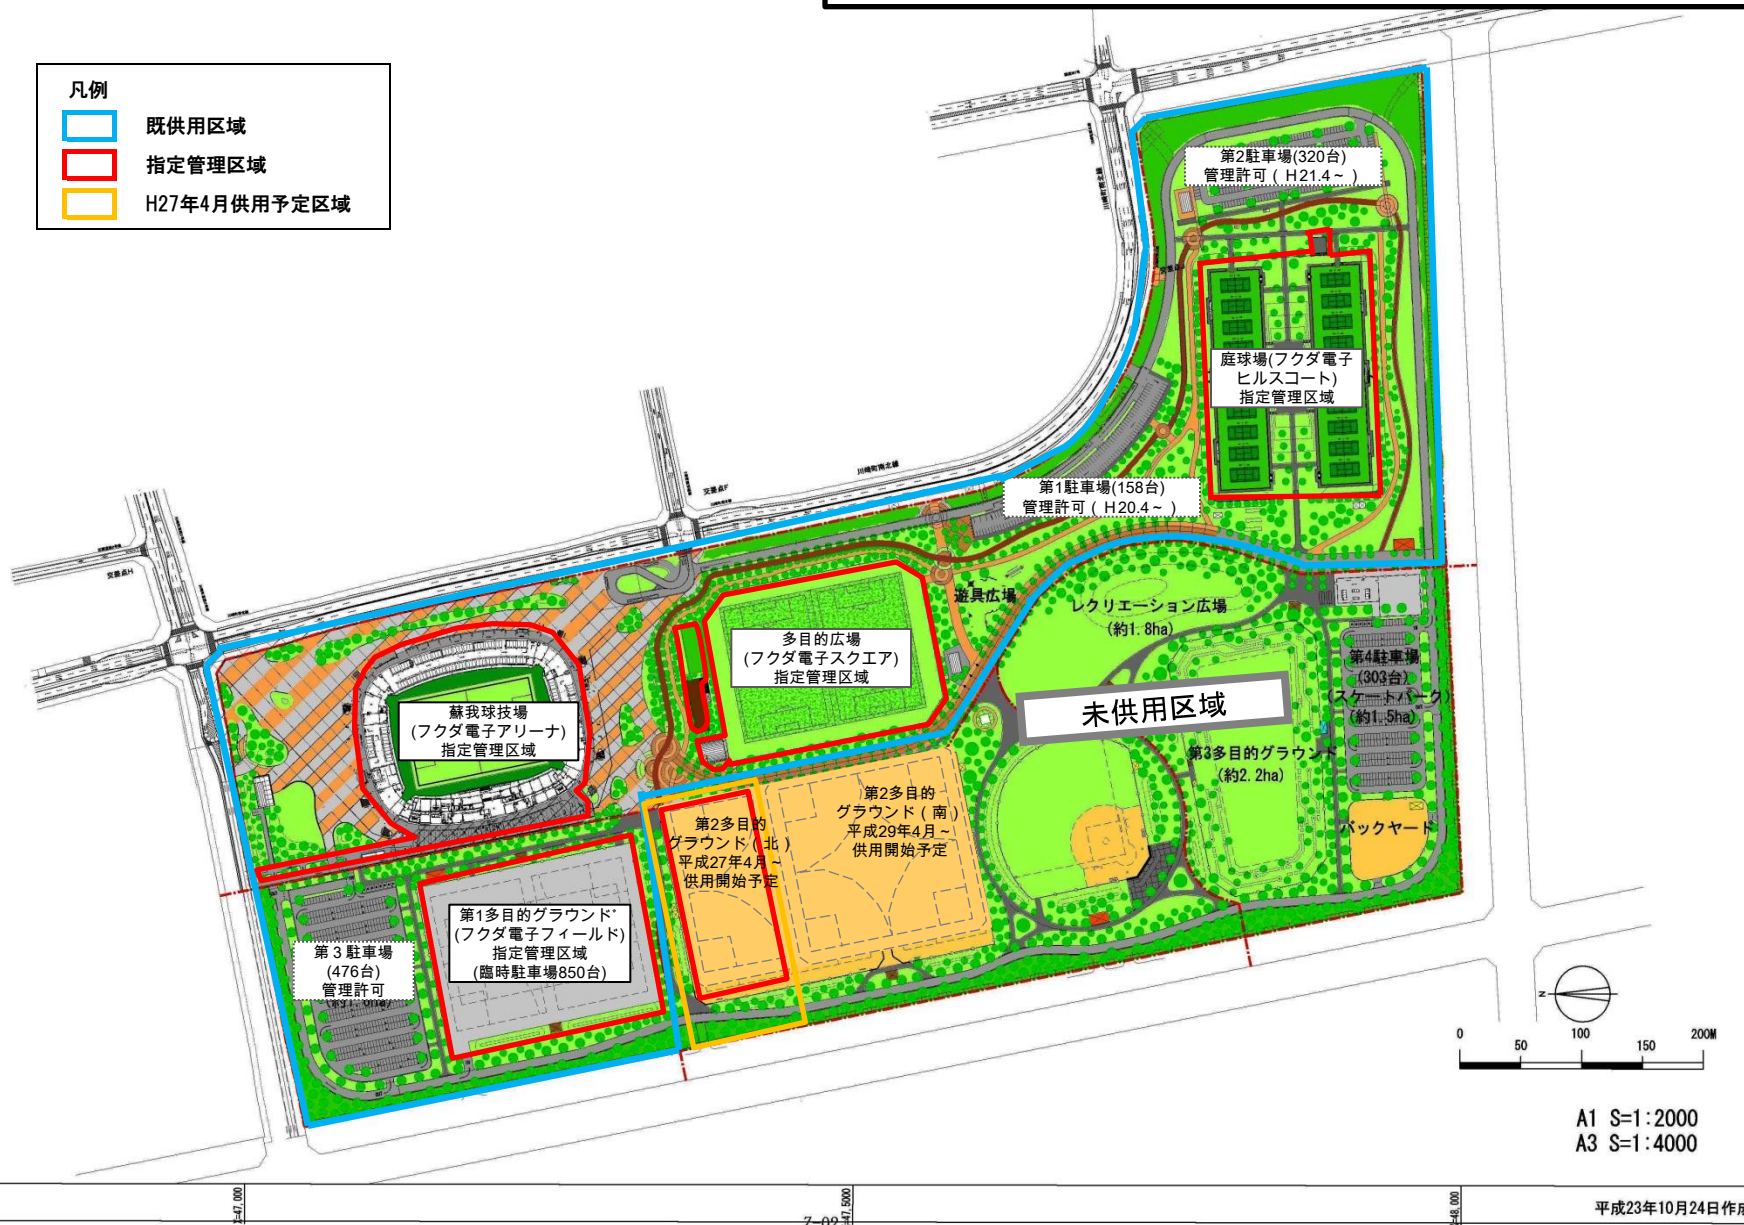 凡例
既供用区域
指定管理区域
H27年4月供用予定区域
第2駐車場(320台)
管理許可（H21.4～）
庭球場(フクダ電子
ヒルスコート)
指定管理区域
川崎町南北線
交差点F
交差点H
第1駐車場(158台)
管理許可（H20.4～）
遊具広場
レクリエーション広場
(約1.8ha)
多目的広場
(フクダ電子スクエア)
指定管理区域
第4駐車場
(303台)
(スケートパーク)
(約1.5ha)
未供用区域
蘇我球技場
(フクダ電子アリーナ)
指定管理区域
第3多目的グラウンド
(約2.2ha)
バックヤード
第2多目的
グラウンド（南）
平成29年4月～
供用開始予定
第2多目的
グラウンド（北）
平成27年4月～
供用開始予定
第1多目的グラウンド
(フクダ電子フィールド)
指定管理区域
(臨時駐車場850台)
第３駐車場
(476台)
管理許可
N
0 50 100 150 200M
A1 S=1:2000
A3 S=1:4000
平成23年10月24日作成